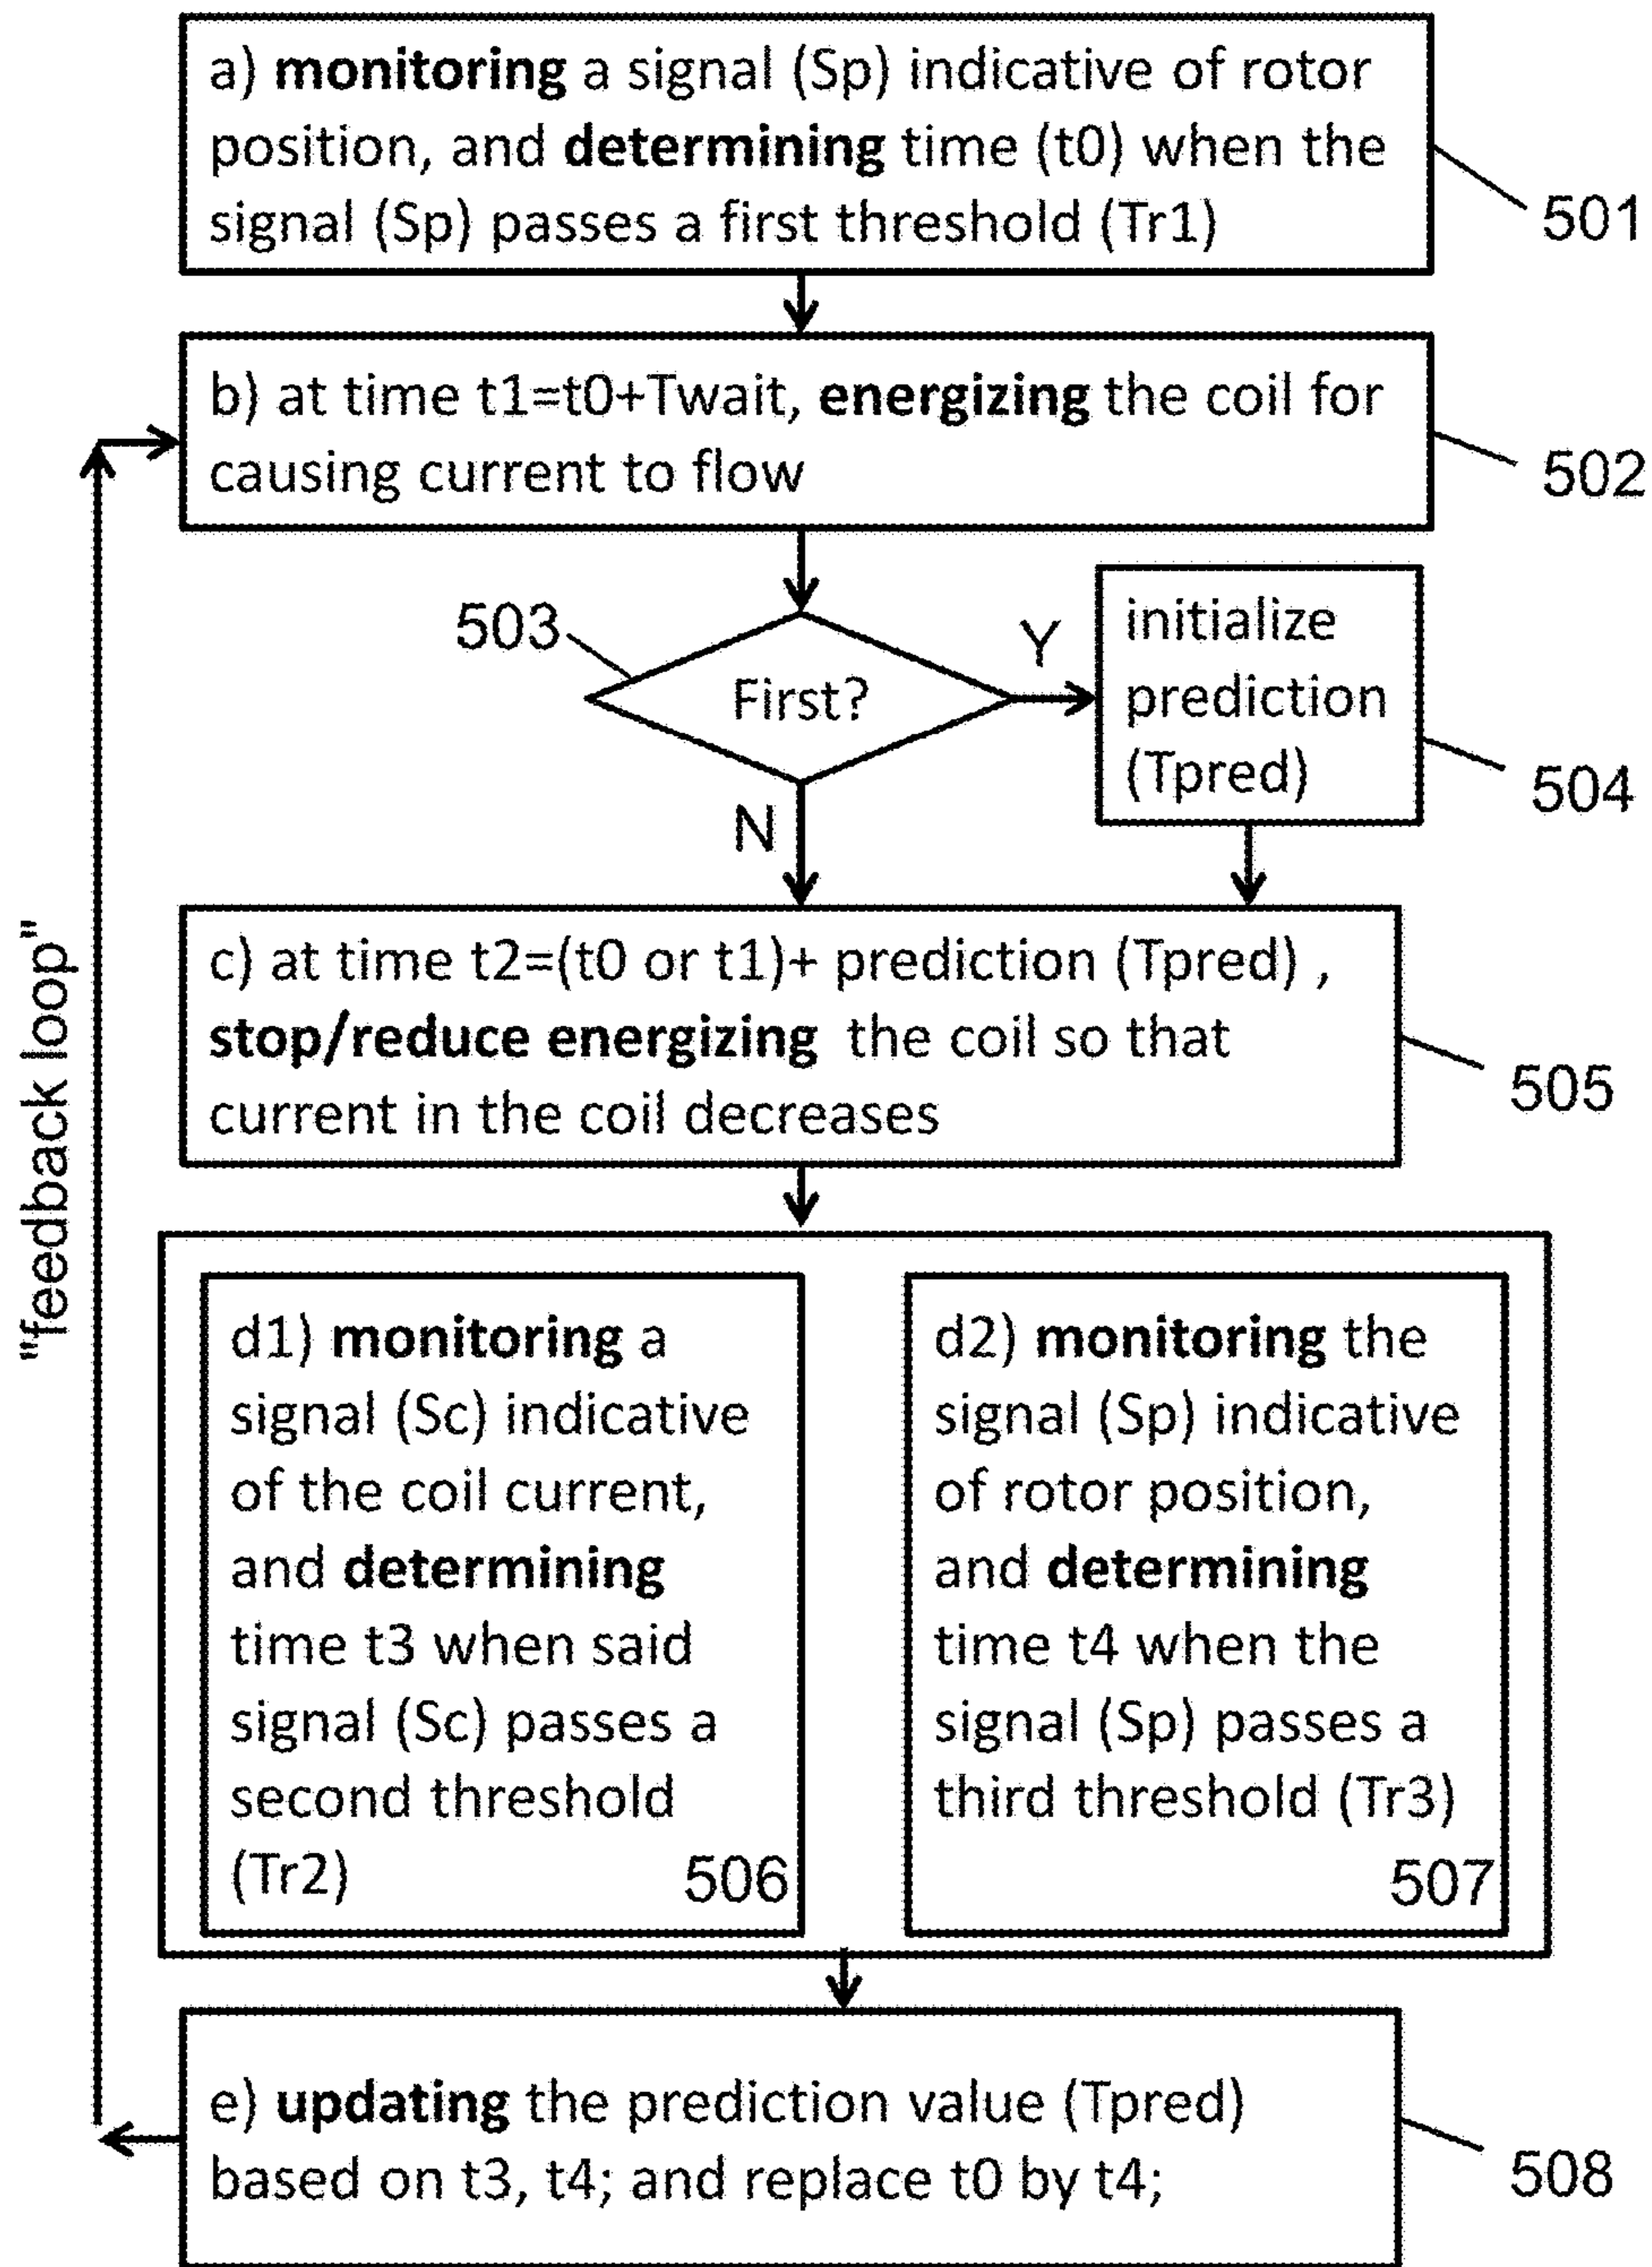 a) monitoring a signal (Sp) indicative of rotor
position, and determining time (t0) when the
signal (Sp) passes a first threshold (Tr1)
501
b) at time t1=t0+Twait, energizing the coil for
causing current to flow
502
503
First?
Y
N
initialize
prediction
(Tpred)
504
"feedback loop"
c) at time t2=(t0 or t1)+ prediction (Tpred) ,
stop/reduce energizing the coil so that
current in the coil decreases
505
d1) monitoring a
signal (Sc) indicative
of the coil current,
and determining
time t3 when said
signal (Sc) passes a
second threshold
(Tr2)
506
d2) monitoring the
signal (Sp) indicative
of rotor position,
and determining
time t4 when the
signal (Sp) passes a
third threshold (Tr3)
507
e) updating the prediction value (Tpred)
based on t3, t4; and replace t0 by t4;
508